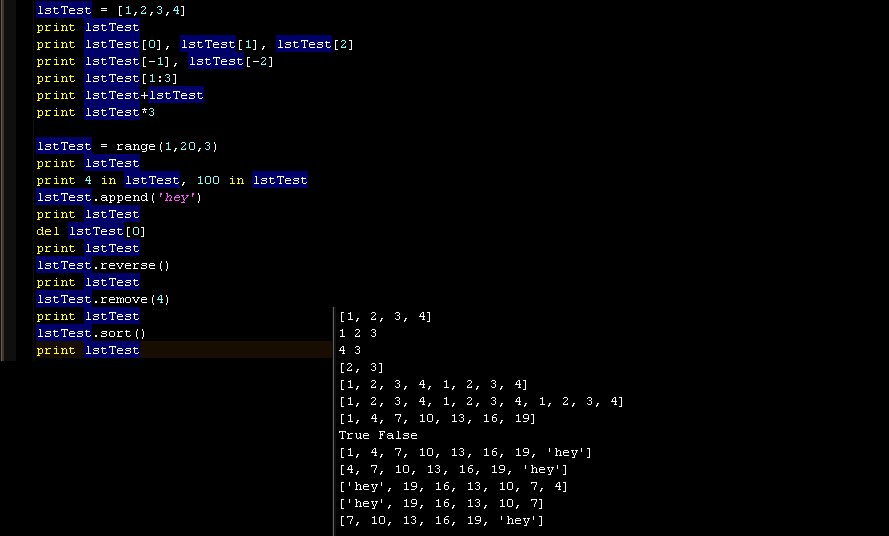 lstTest = [1,2,3,4]
print lstTest
print lstTest[0], lstTest[1], lstTest[2]
print lstTest[-1], lstTest[-2]
print lstTest[1:3]
print lstTest+lstTest
print lstTest*3
lstTest = range(1,20,3)
print lstTest
print 4 in lstTest, 100 in lstTest
lstTest.append('hey')
print lstTest
del lstTest[0]
print lstTest
lstTest.reverse()
print lstTest
lstTest.remove(4)
print lstTest
lstTest.sort()
print lstTest
[1, 2, 3, 4]
1 2 3
4 3
[2, 3]
[1, 2, 3, 4, 1, 2, 3, 4]
[1, 2, 3, 4, 1, 2, 3, 4, 1, 2, 3, 4]
[1, 4, 7, 10, 13, 16, 19]
True False
[1, 4, 7, 10, 13, 16, 19, 'hey']
[4, 7, 10, 13, 16, 19, 'hey']
['hey', 19, 16, 13, 10, 7, 4]
['hey', 19, 16, 13, 10, 7]
[7, 10, 13, 16, 19, 'hey']